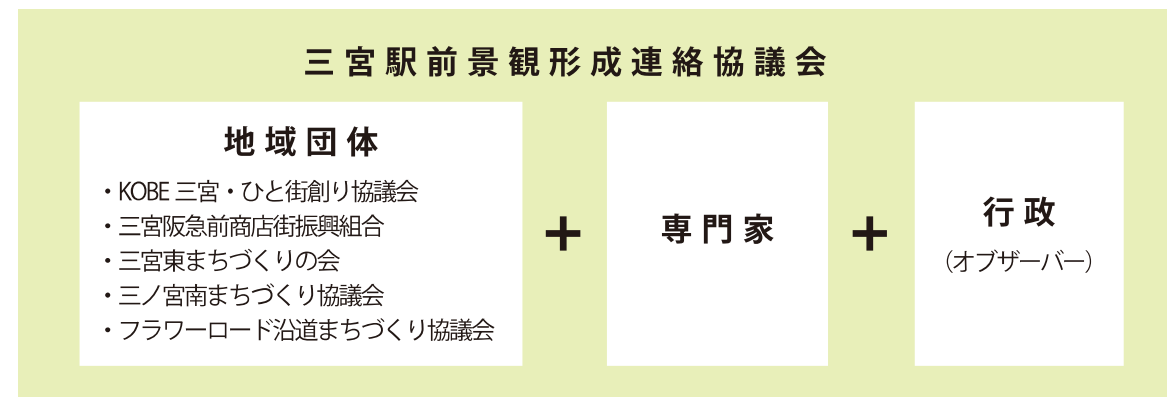 三宮駅前景観形成連絡協議会
地域団体
・KOBE 三宮・ひと街創り協議会
・三宮阪急前商店街振興組合
・三宮東まちづくりの会
・三ノ宮南まちづくり協議会
・フラワーロード沿道まちづくり協議会
+
専門家
+
行政
（オブザーバー）